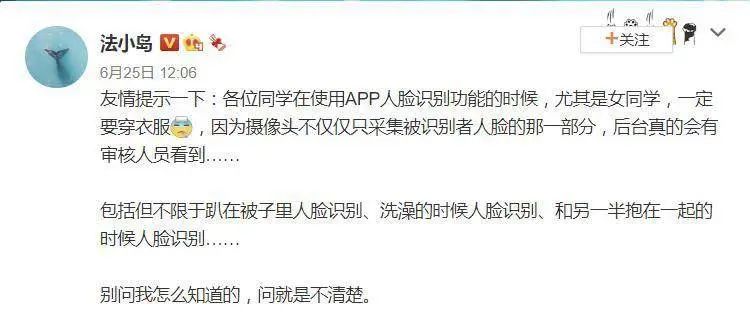 法小岛
+关注
6月25日 12:06
友情提示一下：各位同学在使用APP人脸识别功能的时候，尤其是女同学，一定
要穿衣服，因为摄像头不仅仅只采集被识别者人脸的那一部分，后台真的会有
审核人员看到……
包括但不限于趴在被子里人脸识别、洗澡的时候人脸识别、和另一半抱在一起的
时候人脸识别……
别问我怎么知道的，问就是不清楚。